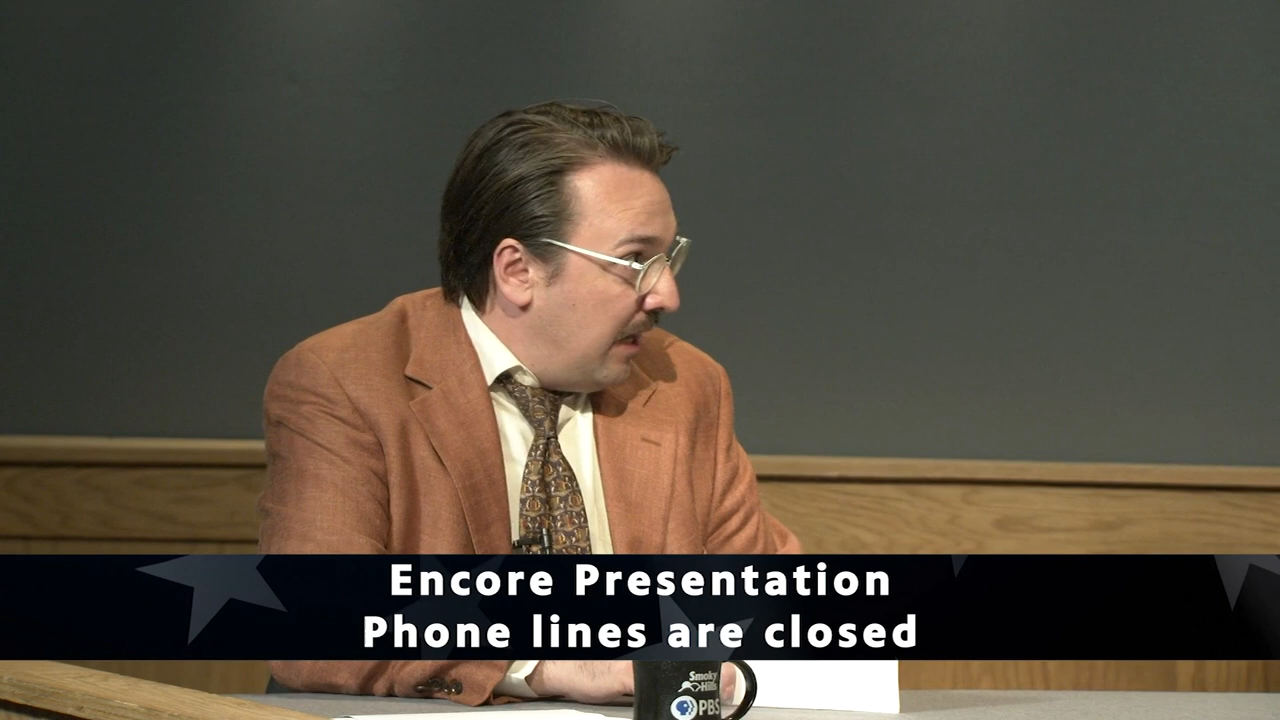 Encore Presentation
Phone lines are closed
Smoky
Hills
PBS